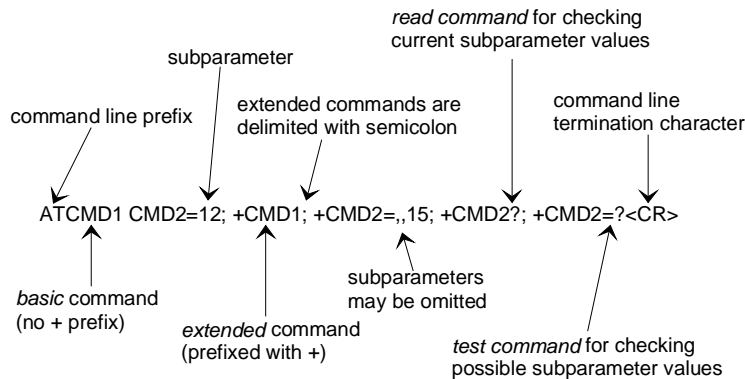 read command for checking
current subparameter values
subparameter
extended commands are
delimited with semicolon
command line
termination character
command line prefix
ATCMD1 CMD2=12; +CMD1; +CMD2=,,15; +CMD2?; +CMD2=?<CR>
basic command
(no + prefix)
extended command
(prefixed with +)
subparameters
may be omitted
test command for checking
possible subparameter values